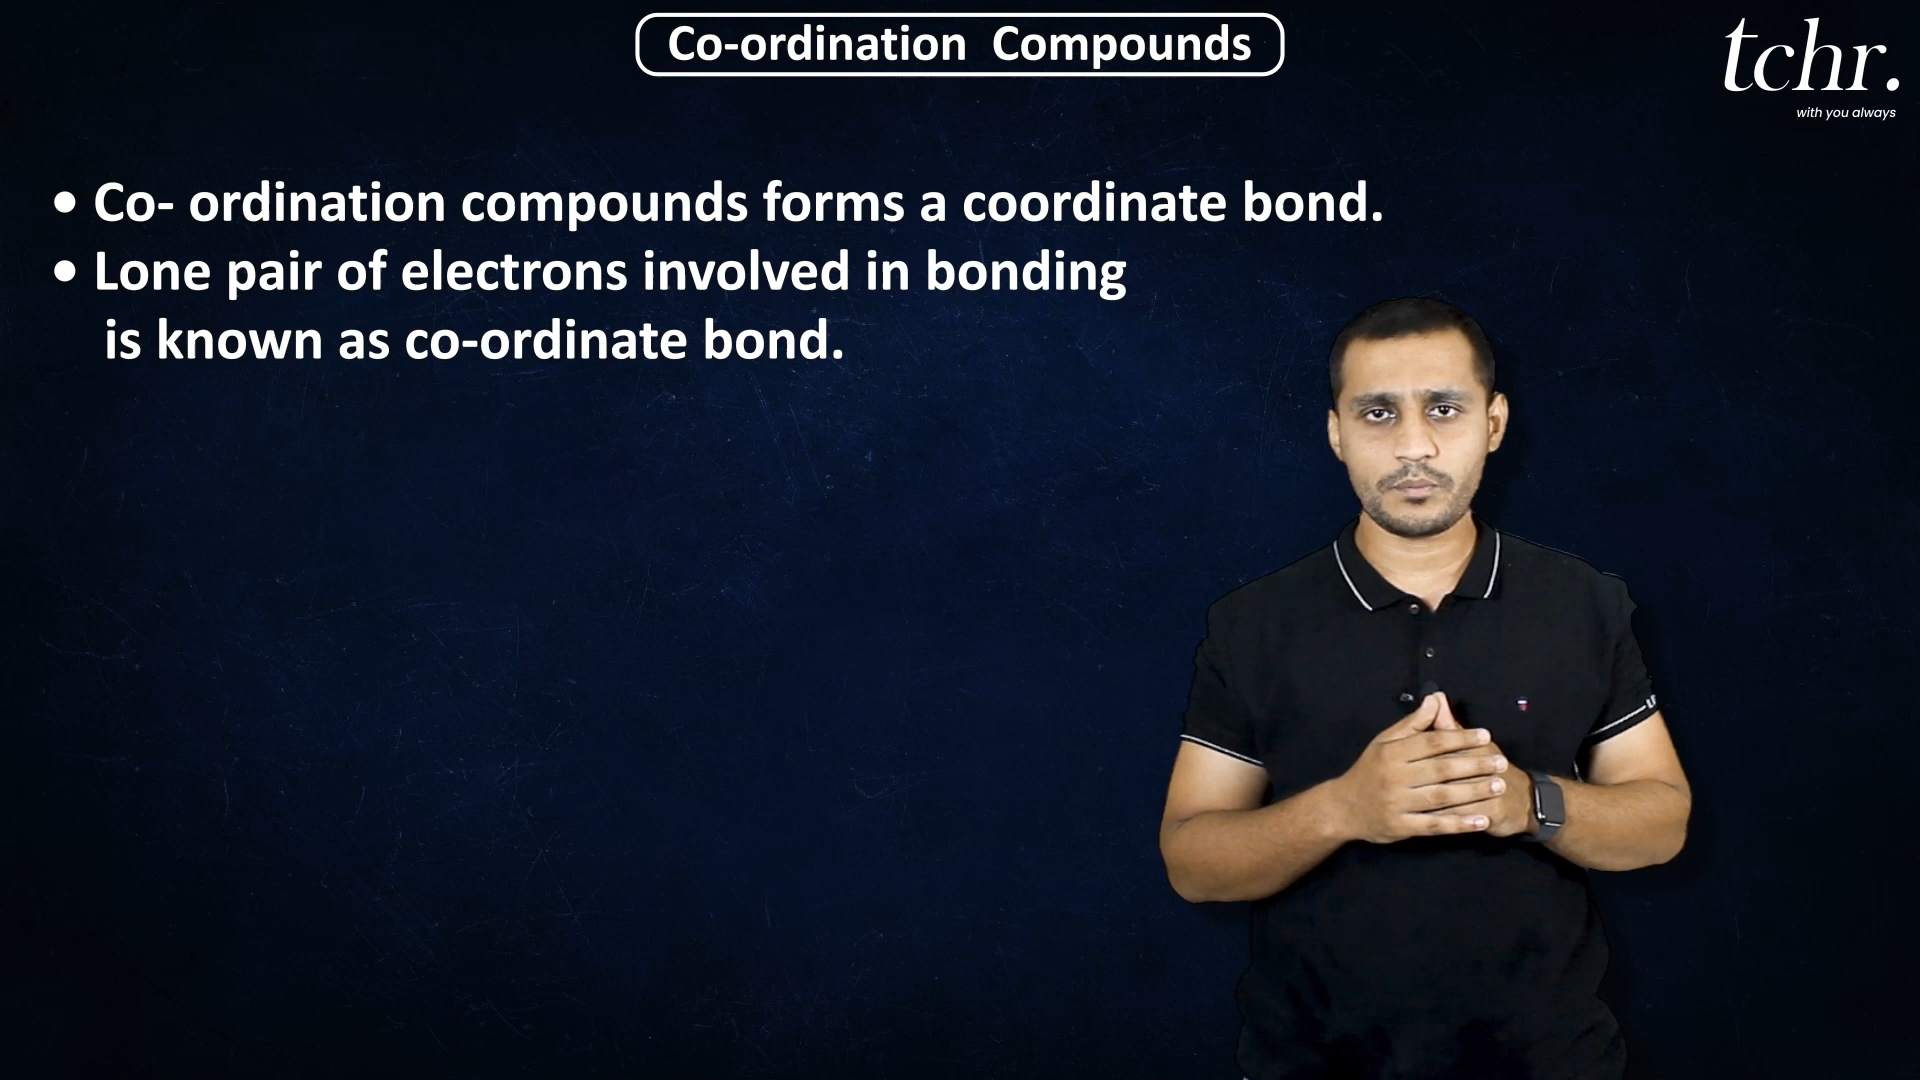 Co-ordination Compounds
tchr.
with you always
• Co- ordination compounds forms a coordinate bond.
• Lone pair of electrons involved in bonding
is known as co-ordinate bond.